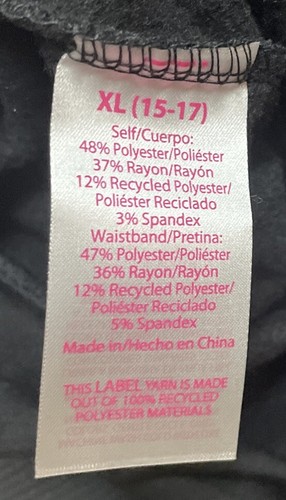 XL (15-17)
Self/Cuerpo:
48% Polyester/Poliéster
37% Rayon/Rayón
12% Recycled Polyester/
Poliéster Reciclado
3% Spandex
Waistband/Pretina:
47% Polyester/Poliéster
36% Rayon/Rayón
12% Recycled Polyester/
Poliéster Reciclado
5% Spandex
Made in/Hecho en China
THIS LABEL YARN IS MADE
OUT OF 100% RECYCLED
POLYESTER MATERIALS